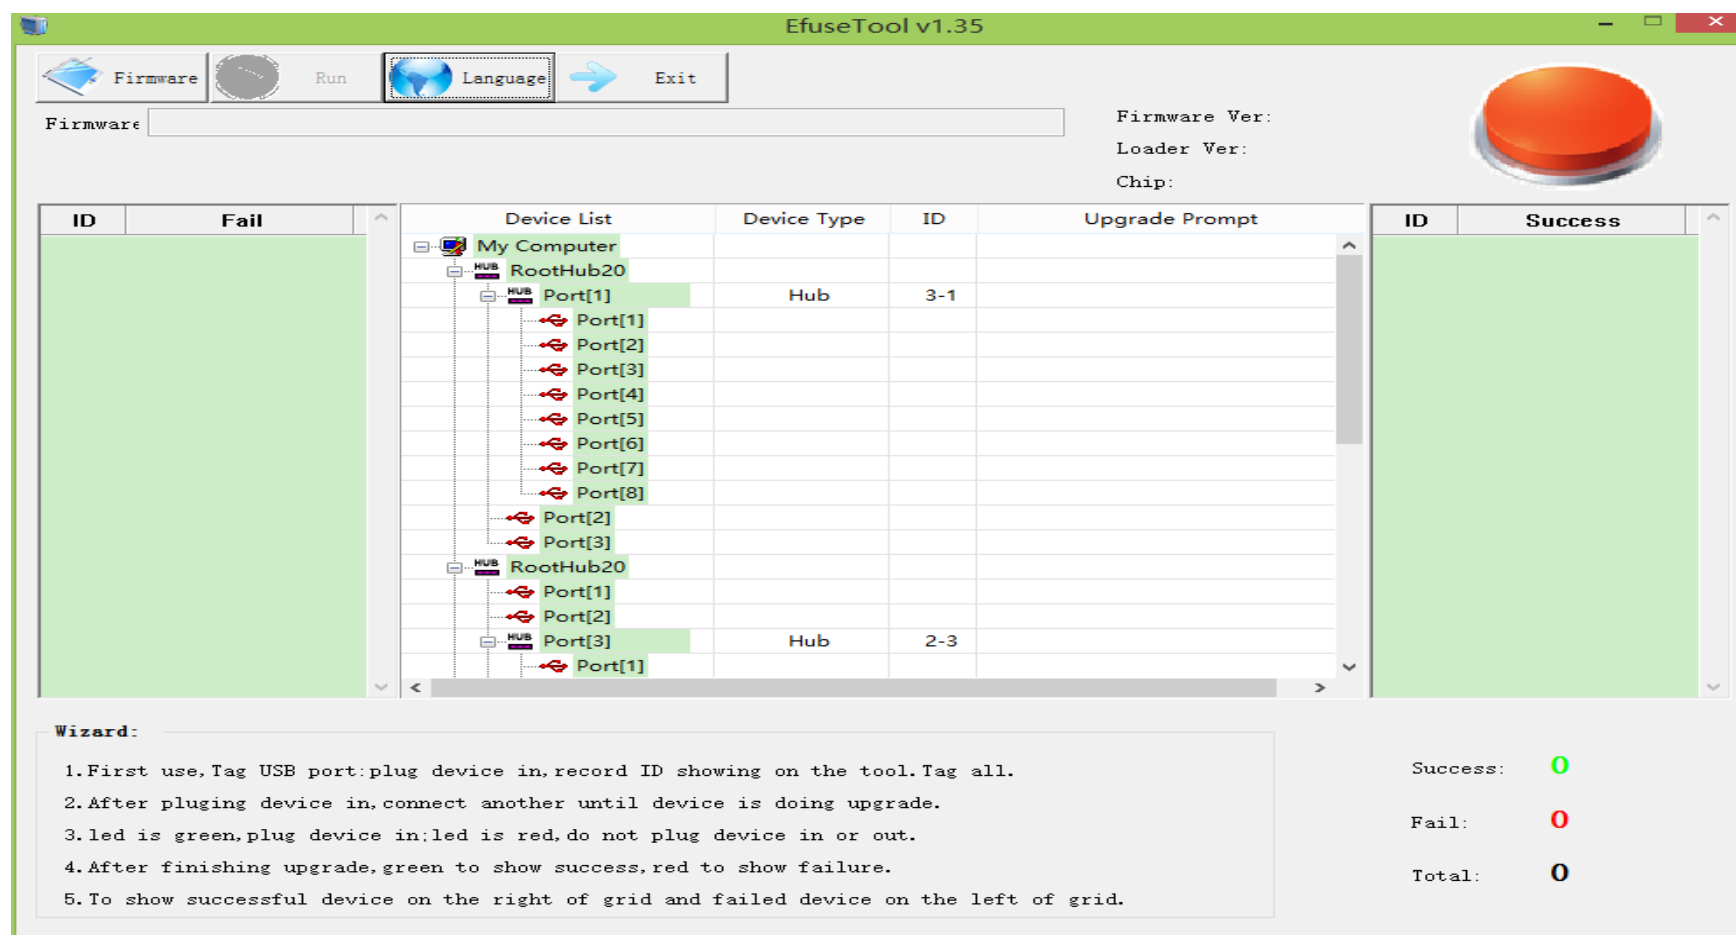 EfuseTool v1.35
Firmware Run Language Exit
Firmware
Firmware Ver:
Loader Ver:
Chip:
ID Fail
Device List Device Type ID Upgrade Prompt
ID Success
My Computer
HUB RootHub20
HUB Port[1] Hub 3-1
Port[1]
Port[2]
Port[3]
Port[4]
Port[5]
Port[6]
Port[7]
Port[8]
Port[2]
Port[3]
HUB RootHub20
Port[1]
Port[2]
HUB Port[3] Hub 2-3
Port[1]
Wizard:
1.First use,Tag USB port:plug device in,record ID showing on the tool.Tag all.
2.After pluging device in,connect another until device is doing upgrade.
3.led is green,plug device in;led is red,do not plug device in or out.
4.After finishing upgrade,green to show success,red to show failure.
5.To show successful device on the right of grid and failed device on the left of grid.
Success: 0
Fail: 0
Total: 0